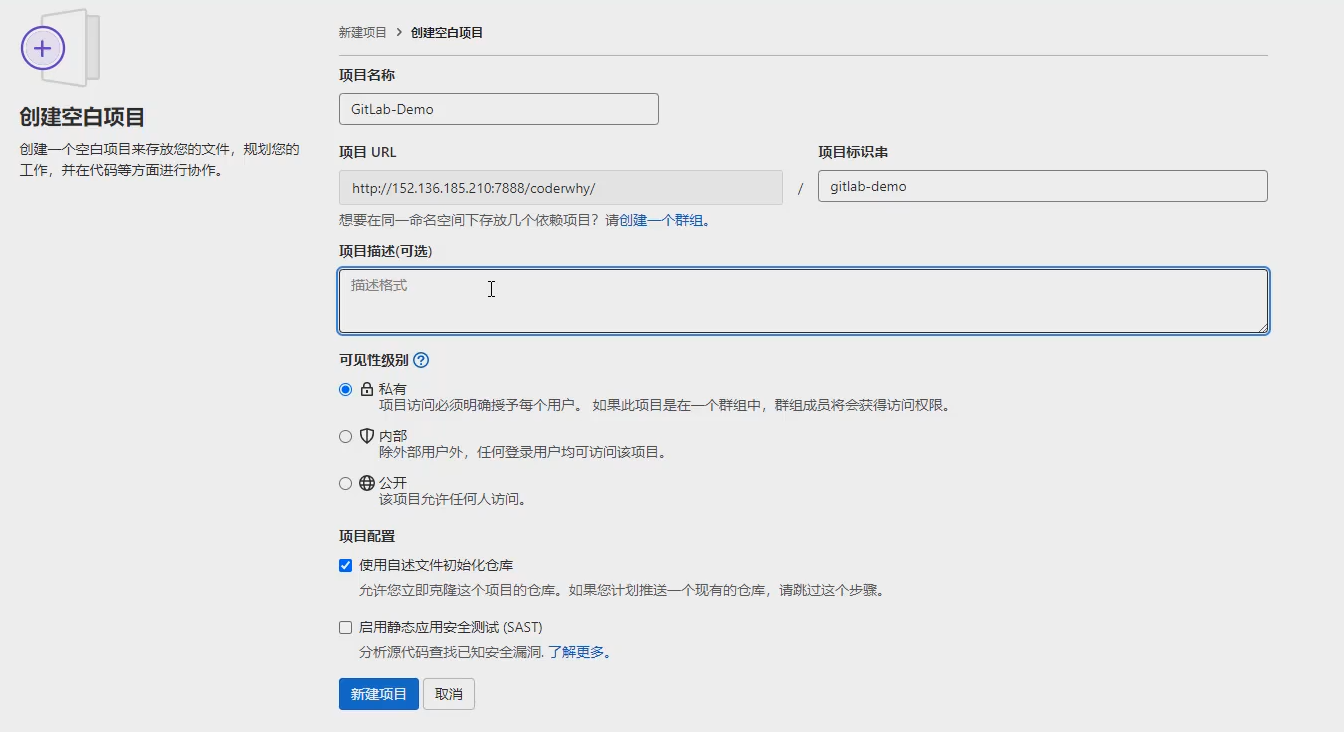 新建项目 > 创建空白项目
创建空白项目
创建一个空白项目来存放您的文件，规划您的
工作，并在代码等方面进行协作。
项目名称
GitLab-Demo
项目 URL
项目标识串
http://152.136.185.210:7888/coderwhy/
/
gitlab-demo
想要在同一命名空间下存放几个依赖项目？请创建一个群组。
项目描述(可选)
描述格式
可见性级别 ?
私有
项目访问必须明确授予每个用户。 如果此项目是在一个群组中，群组成员将会获得访问权限。
内部
除外部用户外，任何登录用户均可访问该项目。
公开
该项目允许任何人访问。
项目配置
使用自述文件初始化仓库
允许您立即克隆这个项目的仓库。如果您计划推送一个现有的仓库，请跳过这个步骤。
启用静态应用安全测试 (SAST)
分析源代码查找已知安全漏洞. 了解更多。
新建项目 取消